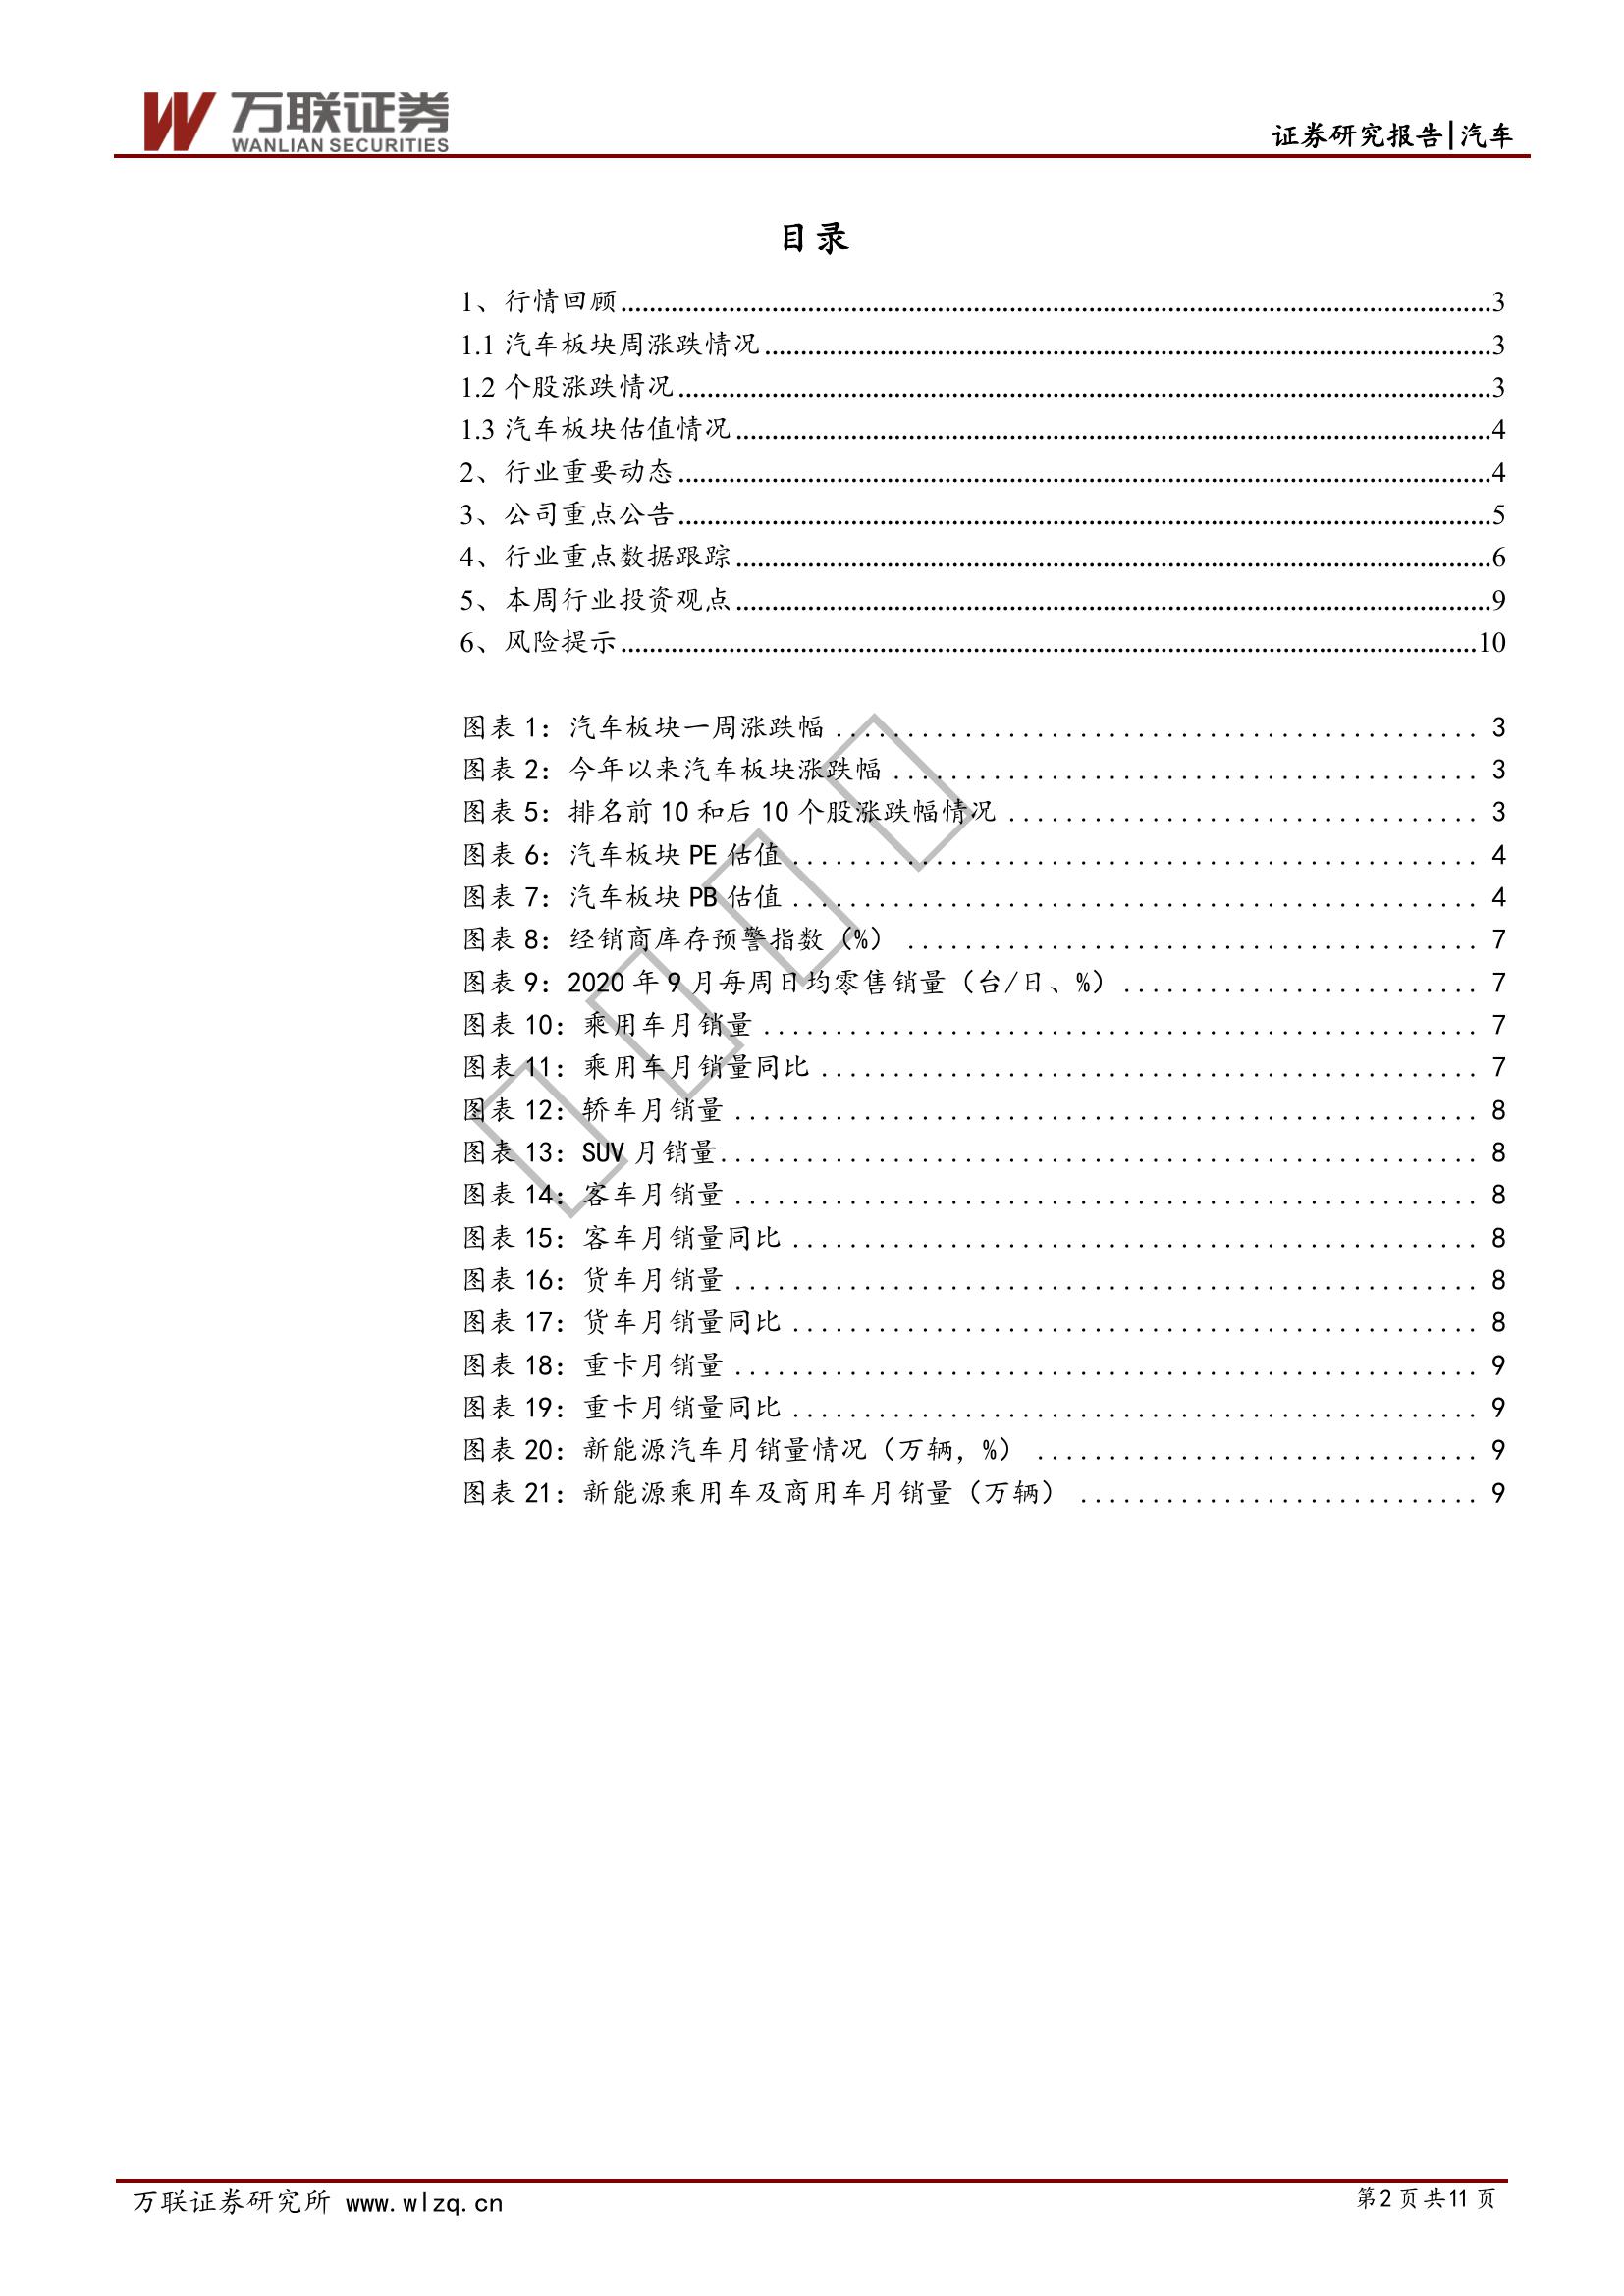 万联证券
WANLIAN SECURITIES
证券研究报告|汽车
目录
1、行情回顾........................................3
1.1 汽车板块周涨跌情况........................................3
1.2 个股涨跌情况........................................3
1.3 汽车板块估值情况........................................4
2、行业重要动态........................................4
3、公司重点公告........................................5
4、行业重点数据跟踪........................................6
5、本周行业投资观点........................................9
6、风险提示........................................10
图表 1：汽车板块一周涨跌幅 ........................................ 3
图表 2：今年以来汽车板块涨跌幅 ........................................ 3
图表 5：排名前 10 和后 10 个股涨跌幅情况 ........................................ 3
图表 6：汽车板块 PE 估值 ........................................ 4
图表 7：汽车板块 PB 估值 ........................................ 4
图表 8：经销商库存预警指数（%） ........................................ 7
图表 9：2020 年 9 月每周日均零售销量（台/日、%） ........................................ 7
图表 10：乘用车月销量 ........................................ 7
图表 11：乘用车月销量同比 ........................................ 7
图表 12：轿车月销量 ........................................ 8
图表 13：SUV 月销量 ........................................ 8
图表 14：客车月销量 ........................................ 8
图表 15：客车月销量同比 ........................................ 8
图表 16：货车月销量 ........................................ 8
图表 17：货车月销量同比 ........................................ 8
图表 18：重卡月销量 ........................................ 9
图表 19：重卡月销量同比 ........................................ 9
图表 20：新能源汽车月销量情况（万辆，%） ........................................ 9
图表 21：新能源乘用车及商用车月销量（万辆） ........................................ 9
万联证券研究所 www.wlzq.cn
第 2 页 共 11 页